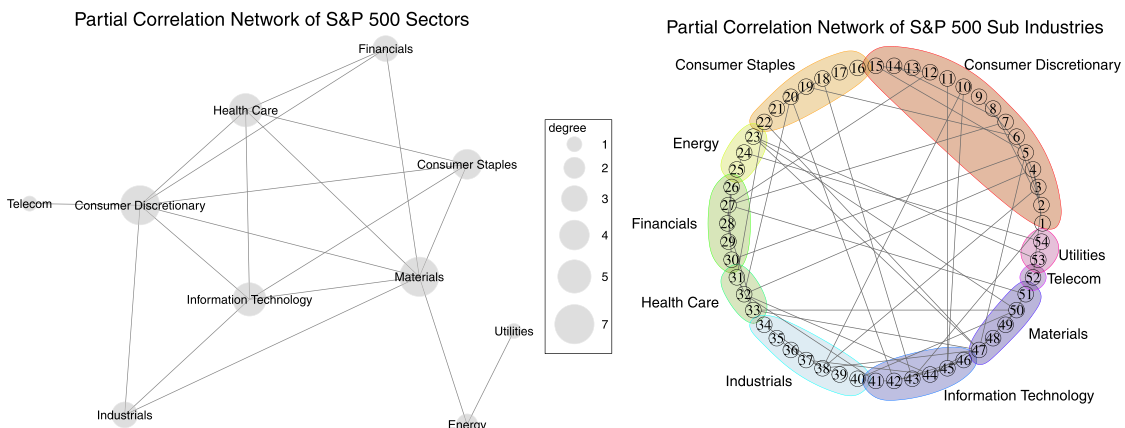 Partial Correlation Network of S&P 500 Sectors
Financials
Health Care
Consumer Staples
Telecom
Consumer Discretionary
Materials
Information Technology
Utilities
Industrials
Energy
degree
1
2
3
4
5
7
Partial Correlation Network of S&P 500 Sub Industries
Consumer Staples
Consumer Discretionary
Energy
Financials
Health Care
Industrials
Information Technology
Materials
Telecom
Utilities
1
2
3
4
5
6
7
8
9
10
11
12
13
14
15
16
17
18
19
20
21
22
23
24
25
26
27
28
29
30
31
32
33
34
35
36
37
38
39
40
41
42
43
44
45
46
47
48
49
50
51
52
53
54